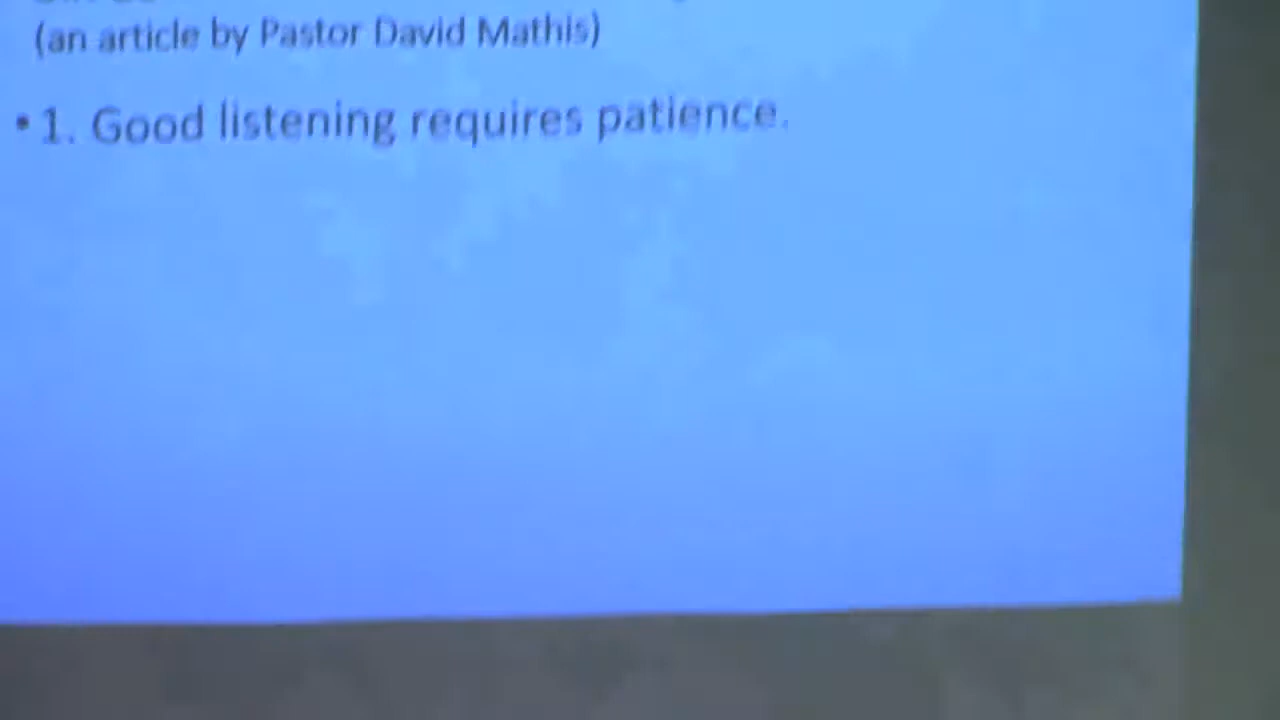 (an article by Pastor David Mathis)
• 1. Good listening requires patience.